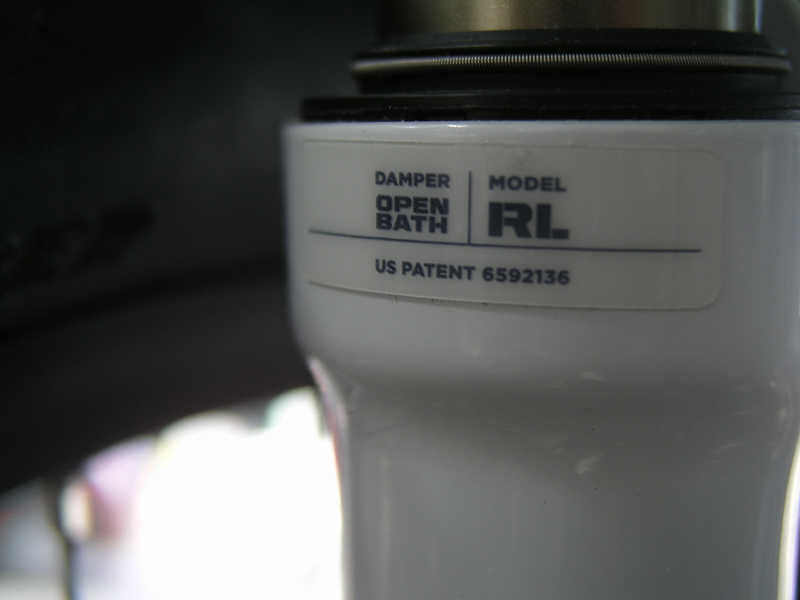 DAMPER
OPEN
BATH
MODEL
RL
US PATENT 6592136